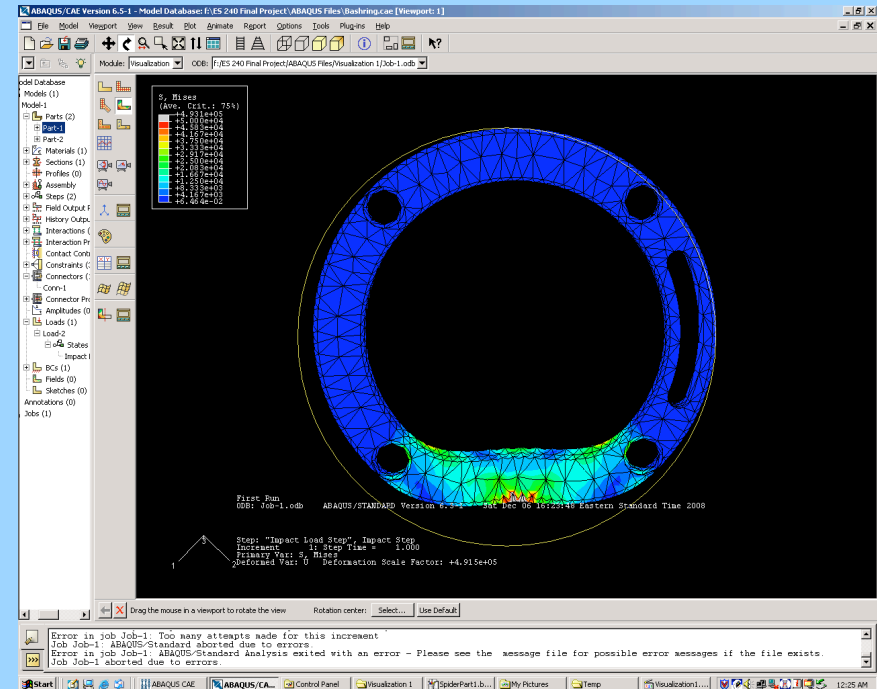 ABAQUS/CAE Version 6.5-1 - Model Database: f:\ES 240 Final Project\ABAQUS Files\Bashring.cae [Viewport: 1]
File Model Viewport View Result Plot Animate Report Options Tools Plug-ins Help
Module: Visualization ODB: F:/ES 240 Final Project/ABAQUS Files/Visualization 1/Job-1.odb
odel Database
Models (1)
Model-1
Parts (2)
Part-1
Part-2
Materials (1)
Sections (1)
Profiles (0)
Assembly
Steps (2)
Field Output R
History Outpu
Interactions (
Interaction Pr
Contact Contr
Constraints (
Connectors (
Conn-1
Connector Pro
Amplitudes (0
Loads (1)
Load-2
States
Impact
BCs (1)
Fields (0)
Sketches (0)
Annotations (0)
Jobs (1)
S, Mises
(Ave. Crit.: 75%)
+4.931e+05
+5.000e+04
+4.583e+04
+4.167e+04
+3.750e+04
+3.333e+04
+2.917e+04
+2.500e+04
+2.083e+04
+1.667e+04
+1.250e+04
+8.333e+03
+4.167e+03
+6.464e-02
First Run
ODB: Job-1.odb ABAQUS/STANDARD Version 6.5-1 Sat Dec 06 16:23:48 Eastern Standard Time 2008
Step: "Impact Load Step", Impact Step
Increment 1: Step Time = 1.000
Primary Var: S, Mises
Deformed Var: U Deformation Scale Factor: +4.915e+05
1 2 3
Drag the mouse in a viewport to rotate the view Rotation center: Select... Use Default
Error in job Job-1: Too many attempts made for this increment
Job Job-1: ABAQUS/Standard aborted due to errors.
Error in job Job-1: ABAQUS/Standard Analysis exited with an error - Please see the message file for possible error messages if the file exists.
Job Job-1 aborted due to errors.
Start ABAQUS CAE ABAQUS/CA... Control Panel Visualization 1 SpiderPart1.b... My Pictures Temp Visualization1.... 12:25 AM